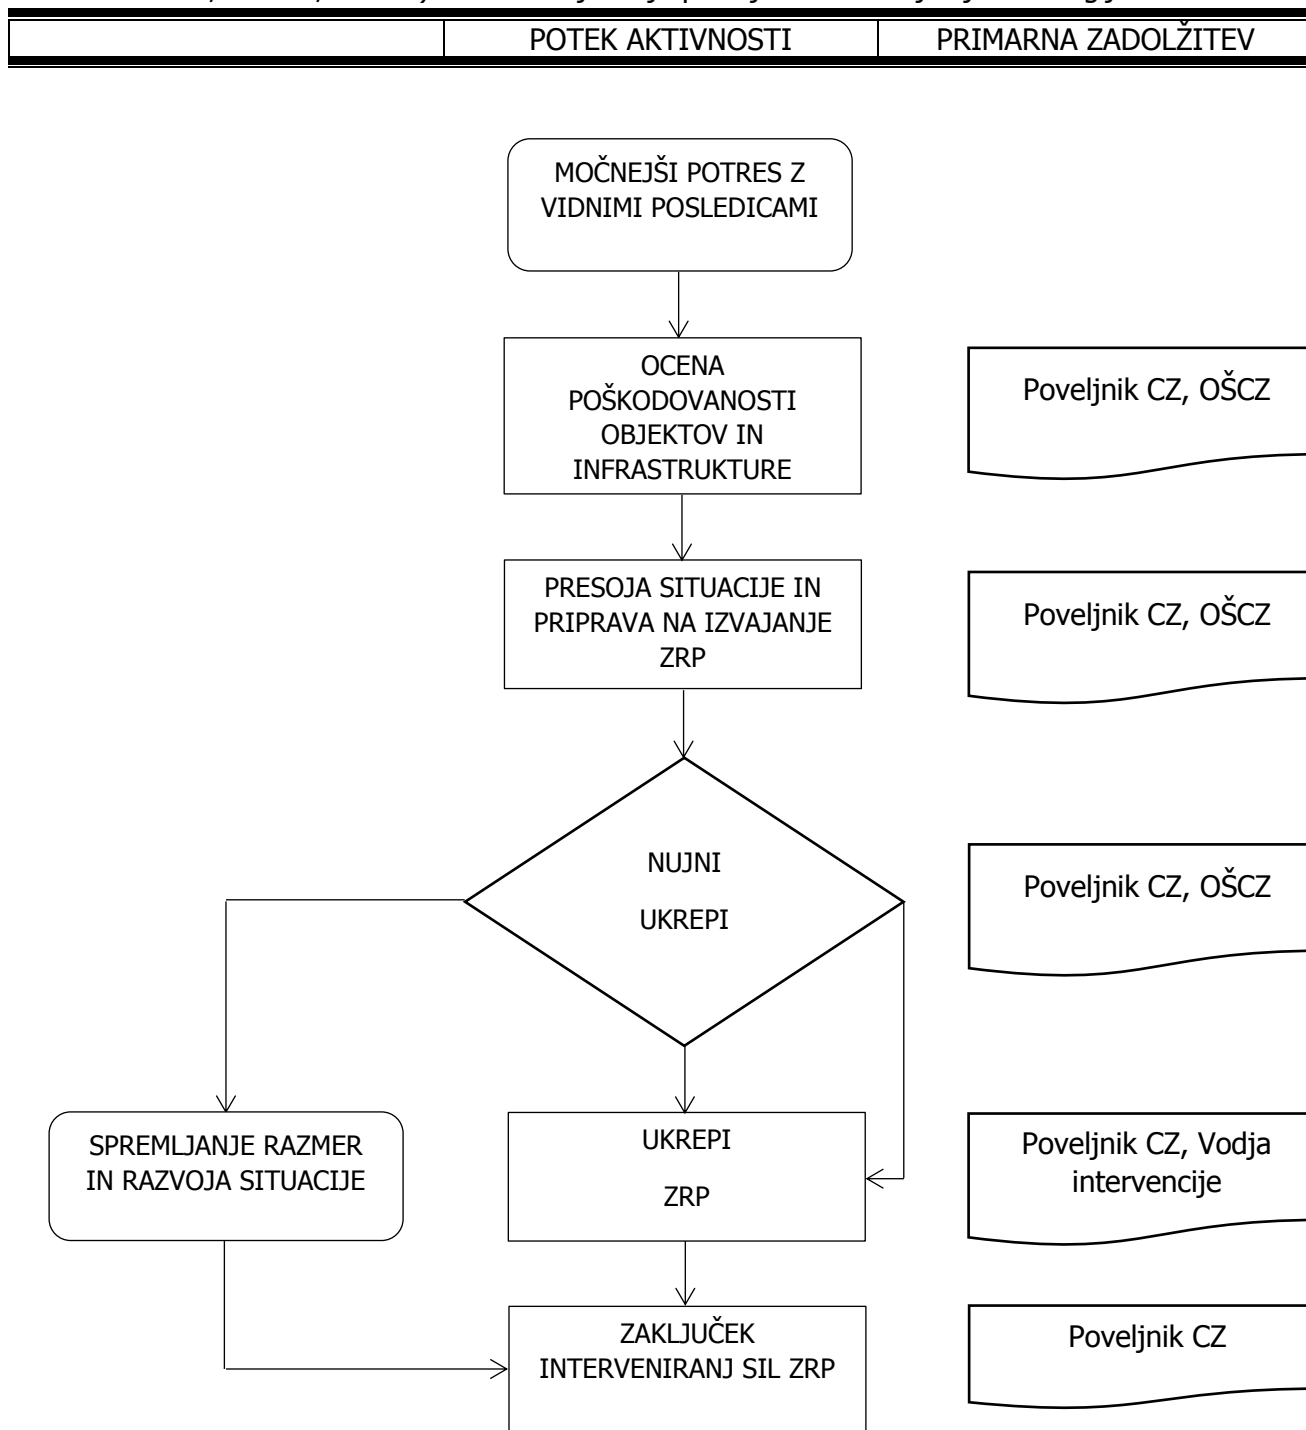 POTEK AKTIVNOSTI
PRIMARNA ZADOLŽITEV
MOČNEJŠI POTRES Z
VIDNIMI POSLEDICAMI
OCENA
POŠKODOVANOSTI
OBJEKTOV IN
INFRASTRUKTURE
Poveljnik CZ, OŠCZ
PRESOJA SITUACIJE IN
PRIPRAVA NA IZVAJANJE
ZRP
Poveljnik CZ, OŠCZ
NUJNI
UKREPI
Poveljnik CZ, OŠCZ
SPREMLJANJE RAZMER
IN RAZVOJA SITUACIJE
UKREPI
ZRP
Poveljnik CZ, Vodja
intervencije
ZAKLJUČEK
INTERVENIRANJ SIL ZRP
Poveljnik CZ